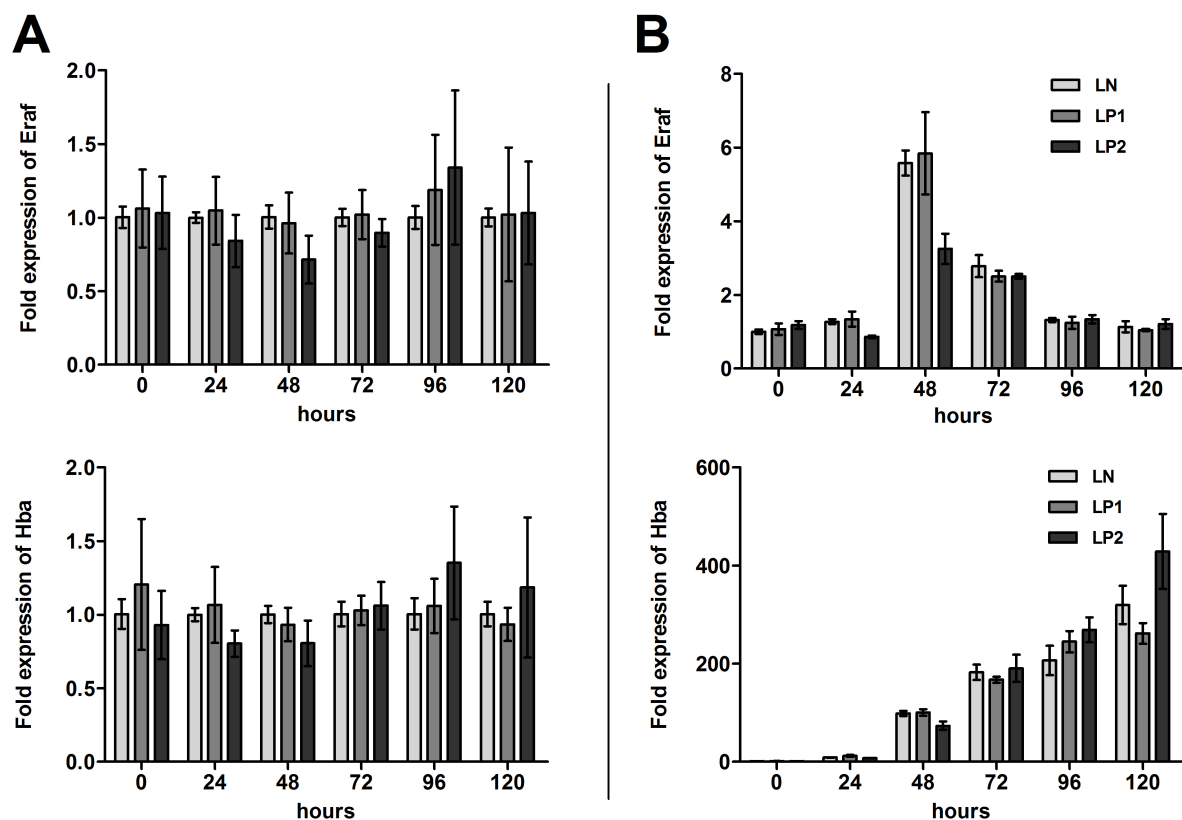 A
Fold expression of Eraf
2.0
1.5
1.0
0.5
0.0
0 24 48 72 96 120
hours
Fold expression of Hba
2.0
1.5
1.0
0.5
0.0
0 24 48 72 96 120
hours
B
Fold expression of Eraf
8
6
4
2
0
LN
LP1
LP2
0 24 48 72 96 120
hours
Fold expression of Hba
600
400
200
0
LN
LP1
LP2
0 24 48 72 96 120
hours